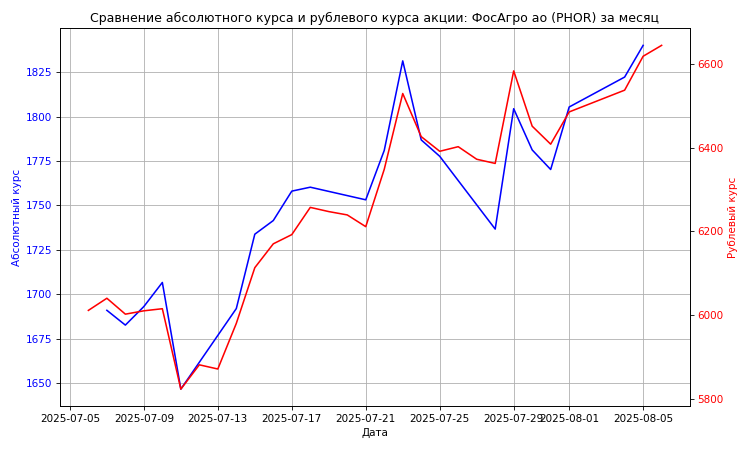 Сравнение абсолютного курса и рублевого курса акции: ФосАгро ао (PHOR) за месяц
Абсолютный курс
1825
1800
1775
1750
1725
1700
1675
1650
6600
6400
6200
6000
5800
Рублевый курс
2025-07-05 2025-07-09 2025-07-13 2025-07-17 2025-07-21 2025-07-25 2025-07-29 2025-08-01 2025-08-05
Дата